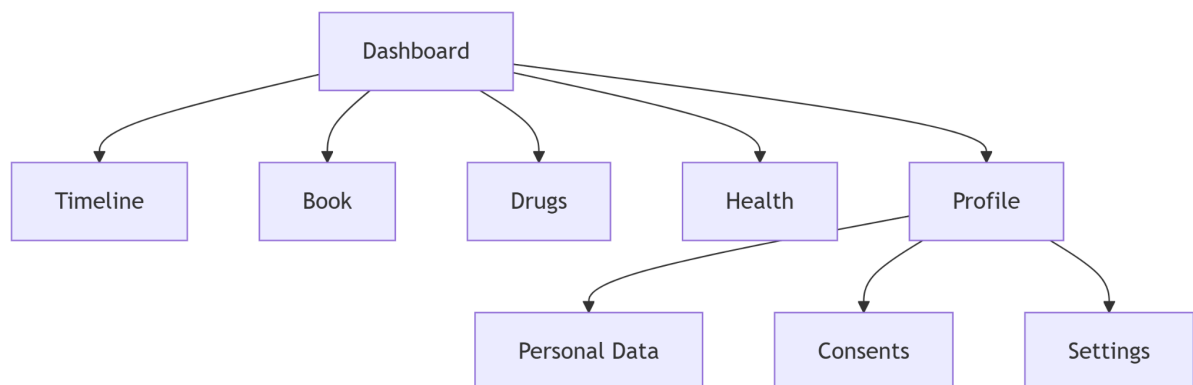 Dashboard
Timeline
Book
Drugs
Health
Profile
Personal Data
Consents
Settings